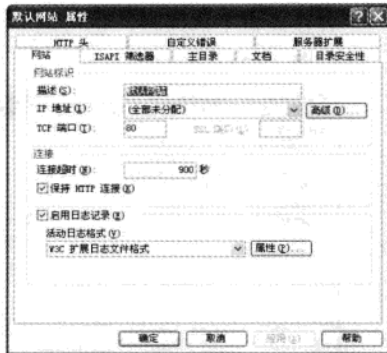 默认网站 属性
HTTP 头 自定义错误 服务器扩展
网站 ISAPI 筛选器 主目录 文档 目录安全性
网站标识
描述(S):
IP 地址(I): (全部未分配) 高级(D)...
TCP 端口(T): 80
连接
连接超时(N): 900 秒
保持 HTTP 连接(K)
启用日志记录(E)
活动日志格式(V)
W3C 扩展日志文件格式 属性(P)...
确定 取消 应用(A) 帮助